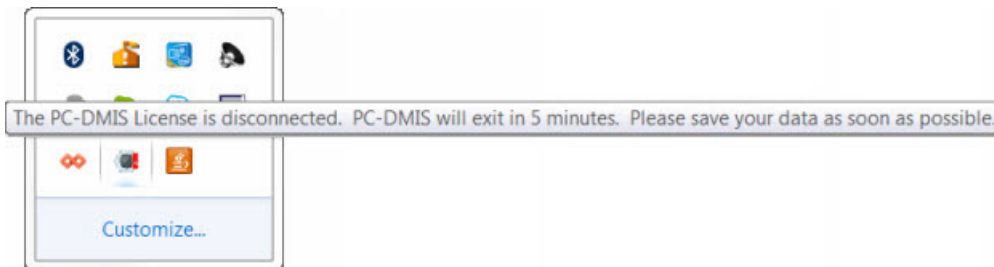 The PC-DMIS License is disconnected.  PC-DMIS will exit in 5 minutes.  Please save your data as soon as possible.
Customize...